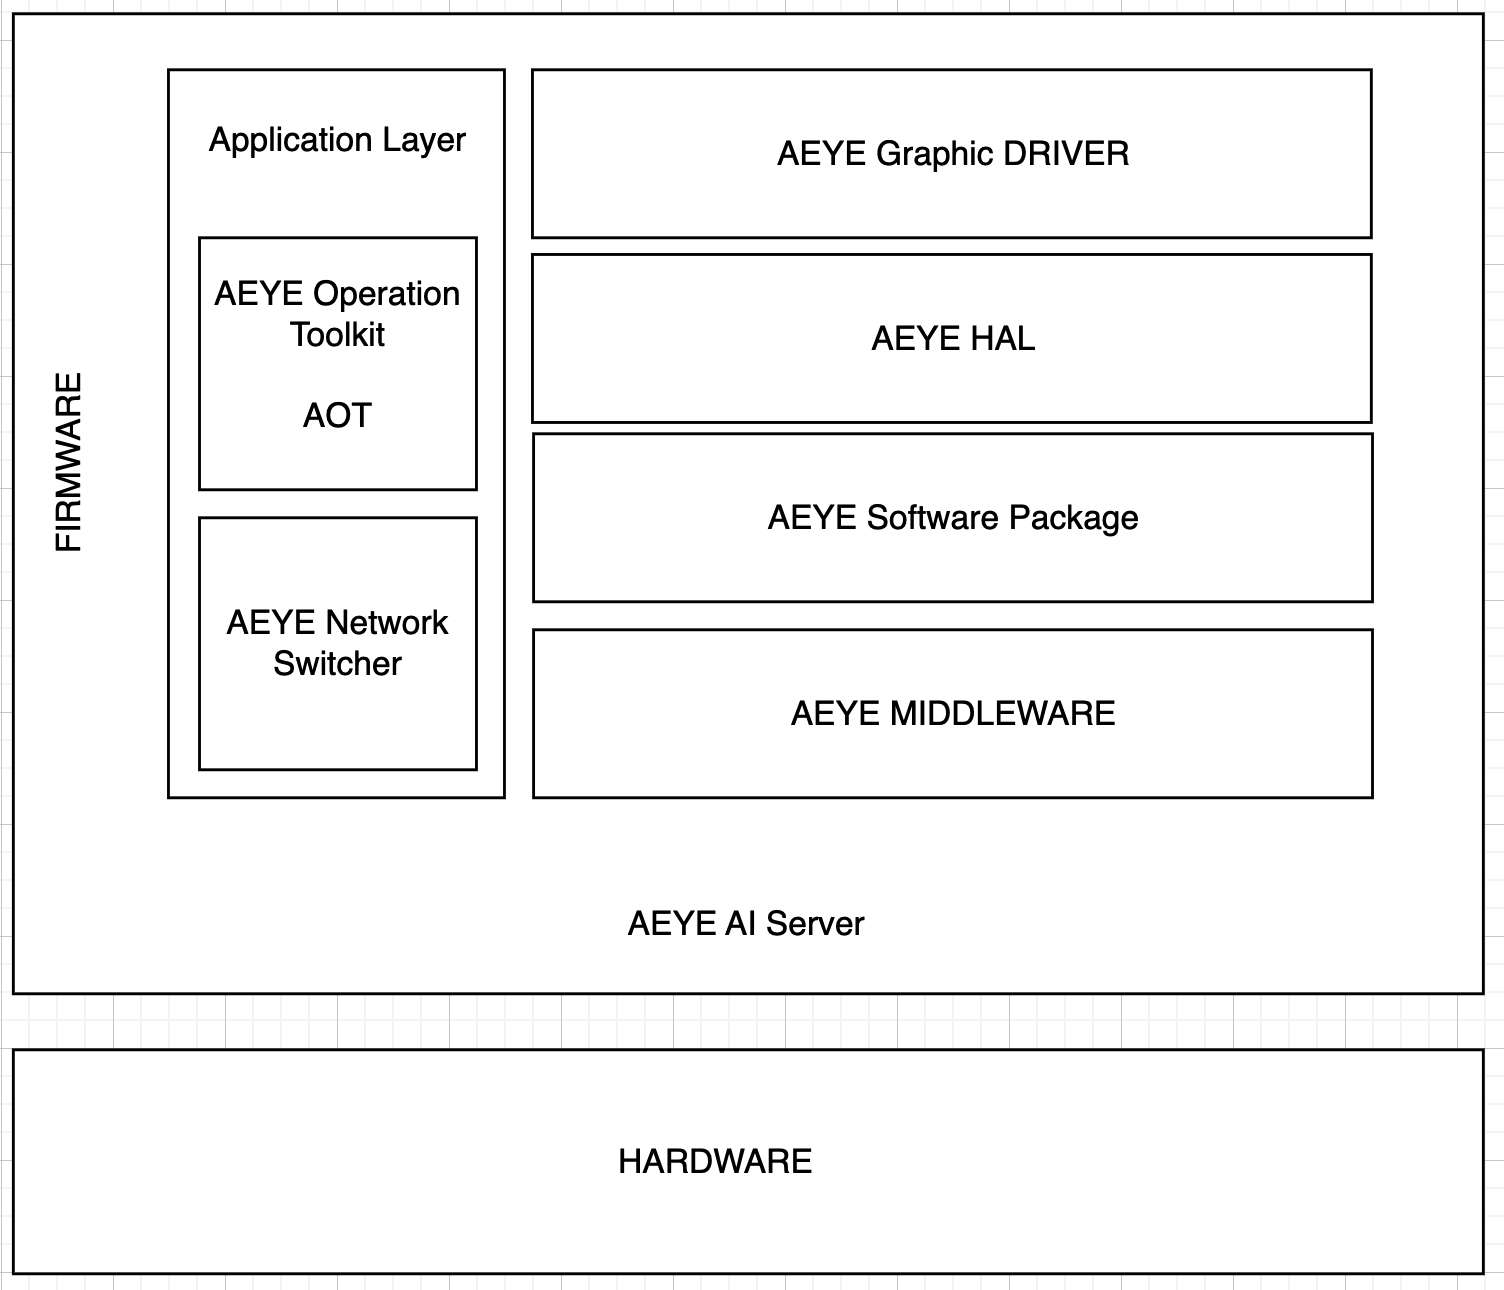 FIRMWARE
Application Layer
AEYE Operation
Toolkit
AOT
AEYE Network
Switcher
AEYE Graphic DRIVER
AEYE HAL
AEYE Software Package
AEYE MIDDLEWARE
AEYE AI Server
HARDWARE